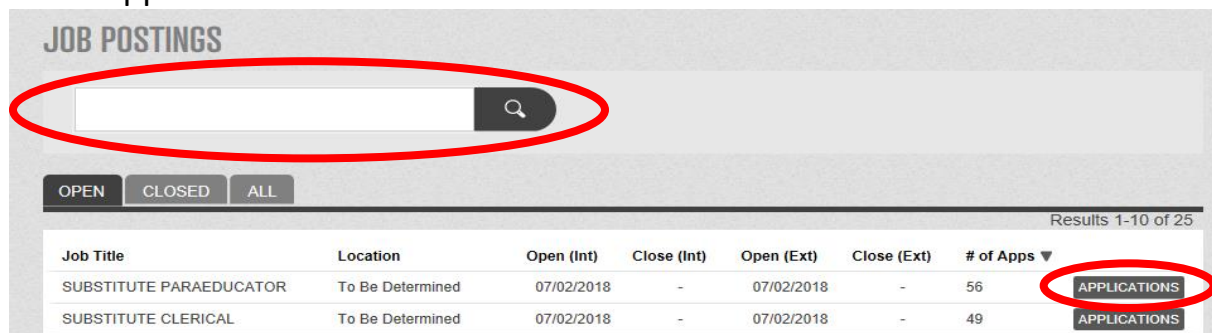 JOB POSTINGS
OPEN CLOSED ALL
Results 1-10 of 25
Job Title Location Open (Int) Close (Int) Open (Ext) Close (Ext) # of Apps ▼
SUBSTITUTE PARAEDUCATOR To Be Determined 07/02/2018 - 07/02/2018 - 56 APPLICATIONS
SUBSTITUTE CLERICAL To Be Determined 07/02/2018 - 07/02/2018 - 49 APPLICATIONS